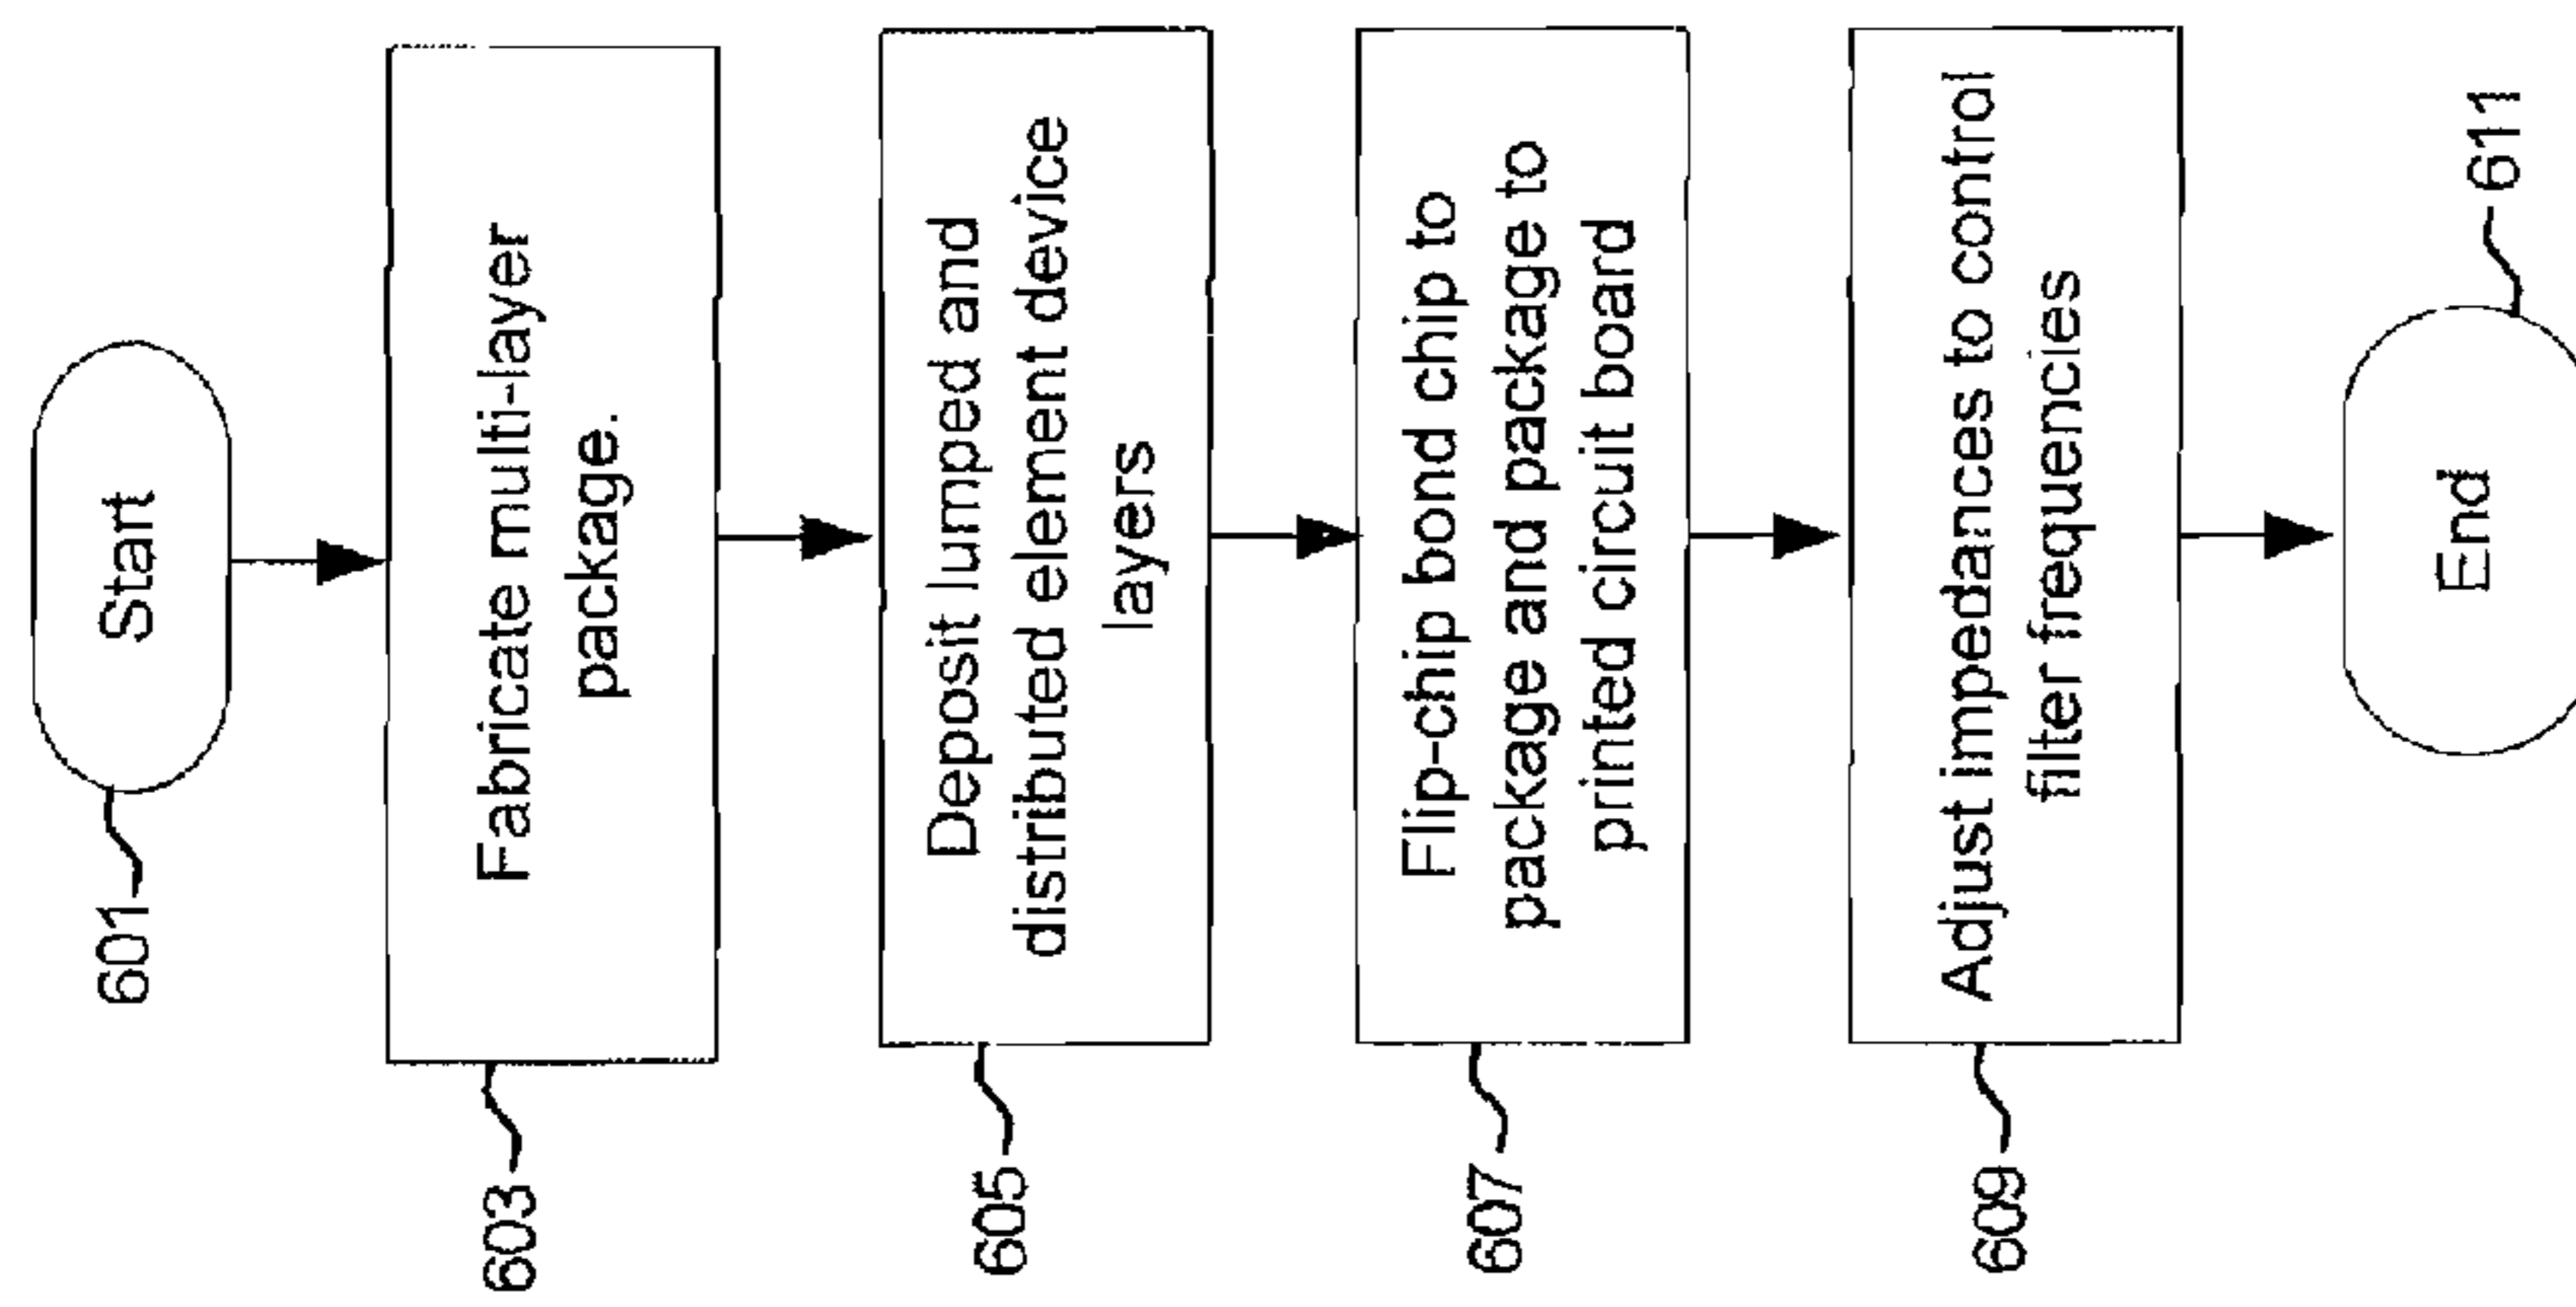 601
Start
603
Fabricate multi-layer
package.
605
Deposit lumped and
distributed element device
layers
607
Flip-chip bond chip to
package and package to
printed circuit board
609
Adjust impedances to control
filter frequencies
End
611